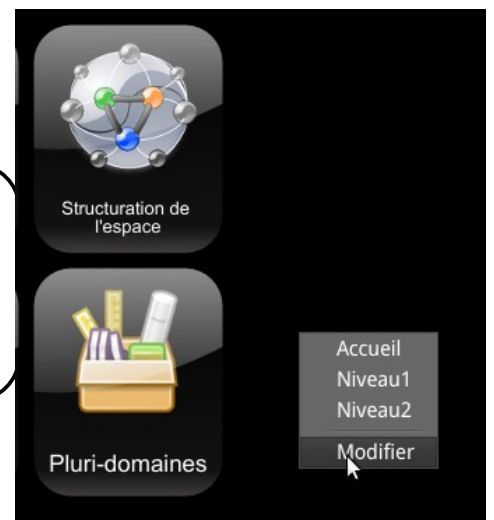 Structuration de
l'espace
Pluri-domaines
Accueil
Niveau1
Niveau2
Modifier